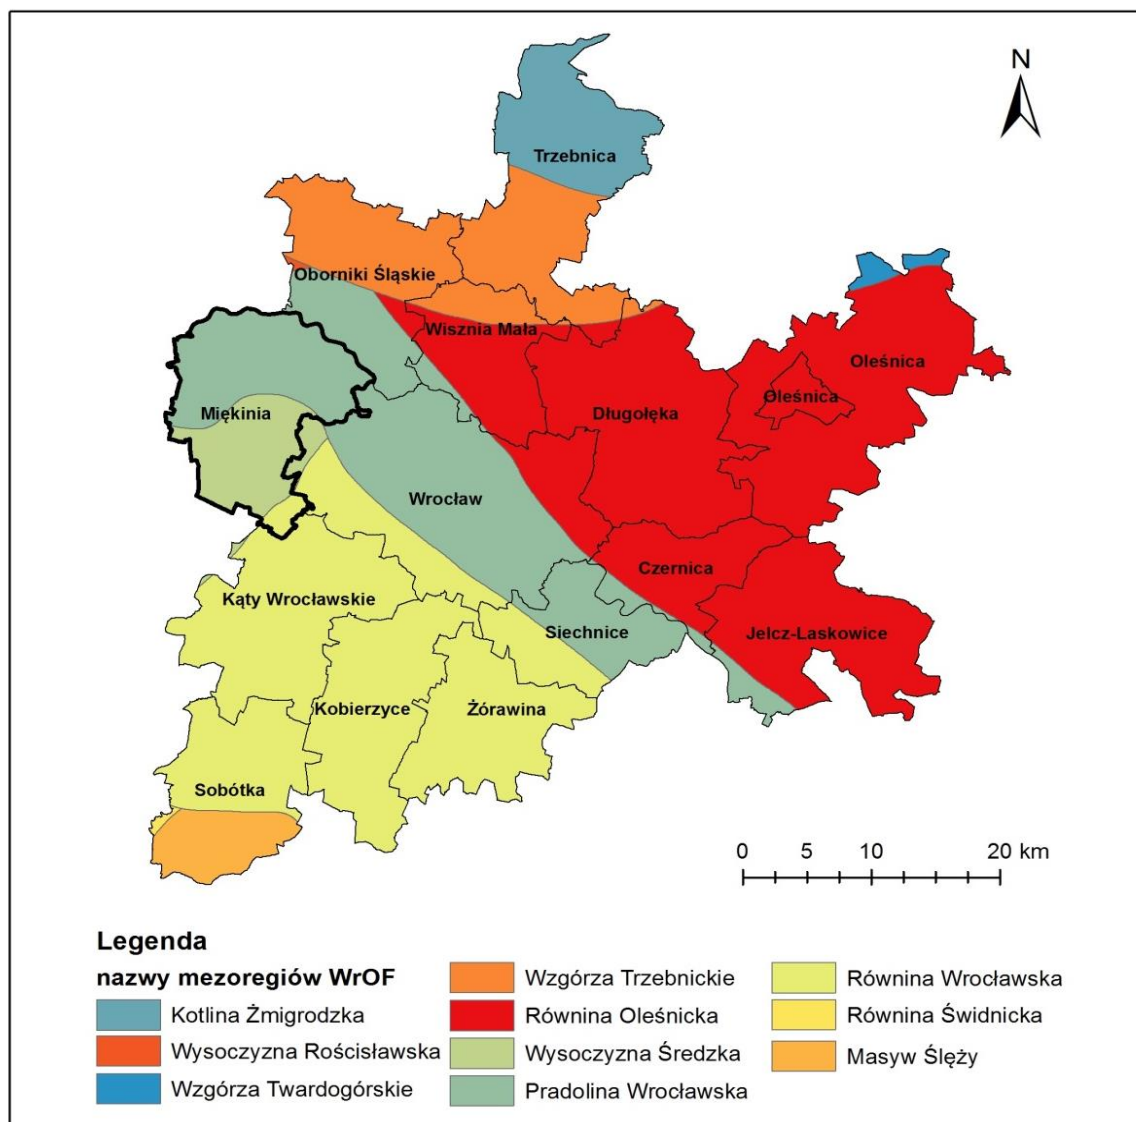 N
Trzebnica
Oborniki Śląskie
Wisznia Mała
Oleśnica
Oleśnica
Miękinia
Długołęka
Wrocław
Czernica
Kąty Wrocławskie
Siechnice
Jelcz-Laskowice
Kobierzyce
Żórawina
Sobótka
0 5 10 20 km
Legenda
nazwy mezoregiów WrOF
Kotlina Żmigrodzka
Wysoczyzna Rościsławska
Wzgórza Twardogórskie
Wzgórza Trzebnickie
Równina Oleśnicka
Wysoczyzna Średzka
Pradolina Wrocławska
Równina Wrocławska
Równina Świdnicka
Masyw Ślęży